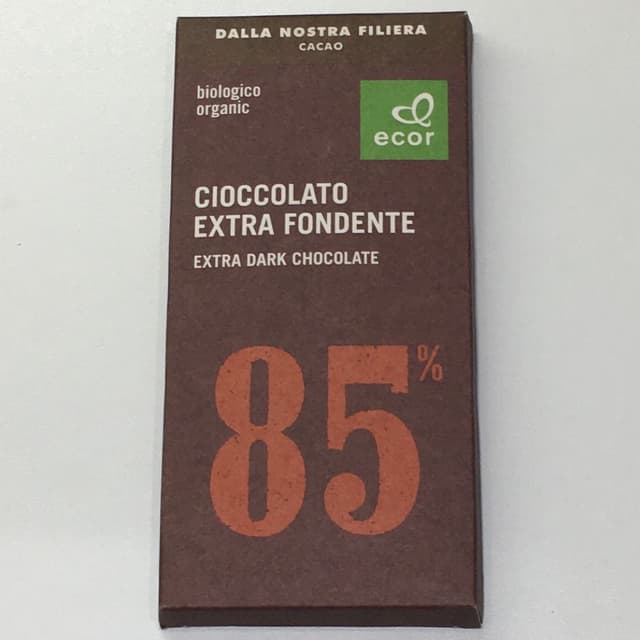 DALLA NOSTRA FILIERA
CACAO
biologico
organic
ecor
CIOCCOLATO
EXTRA FONDENTE
EXTRA DARK CHOCOLATE
85%